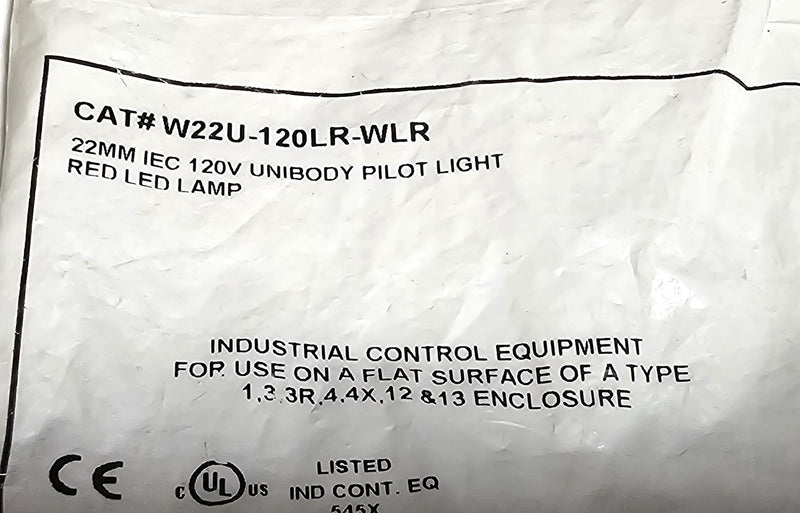 CAT# W22U-120LR-WLR
22MM IEC 120V UNIBODY PILOT LIGHT
RED LED LAMP
INDUSTRIAL CONTROL EQUIPMENT
FOR USE ON A FLAT SURFACE OF A TYPE
1,3,3R,4,4X,12 &13 ENCLOSURE
CE
C UL US
LISTED
IND CONT. EQ
545X